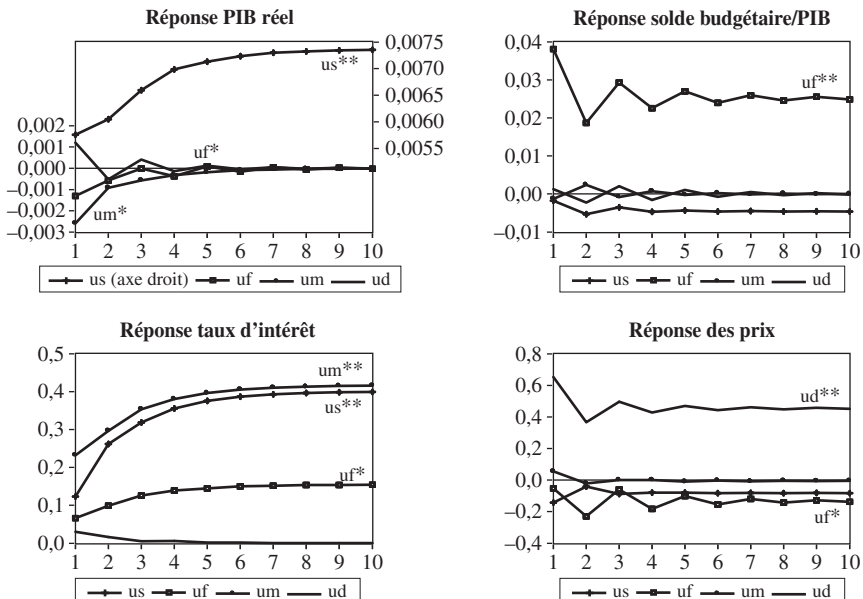 Réponse PIB réel
0,0075
0,0070
0,0065
0,0060
0,0055
0,002
0,001
0,000
–0,001
–0,002
–0,003
us**
uf*
um*
1 2 3 4 5 6 7 8 9 10
us (axe droit) uf um ud
Réponse solde budgétaire/PIB
0,04
0,03
0,02
0,01
0,00
–0,01
uf**
1 2 3 4 5 6 7 8 9 10
us uf um ud
Réponse taux d'intérêt
0,5
0,4
0,3
0,2
0,1
0,0
um**
us**
uf*
1 2 3 4 5 6 7 8 9 10
us uf um ud
Réponse des prix
0,8
0,6
0,4
0,2
0,0
–0,2
–0,4
ud**
uf*
1 2 3 4 5 6 7 8 9 10
us uf um ud